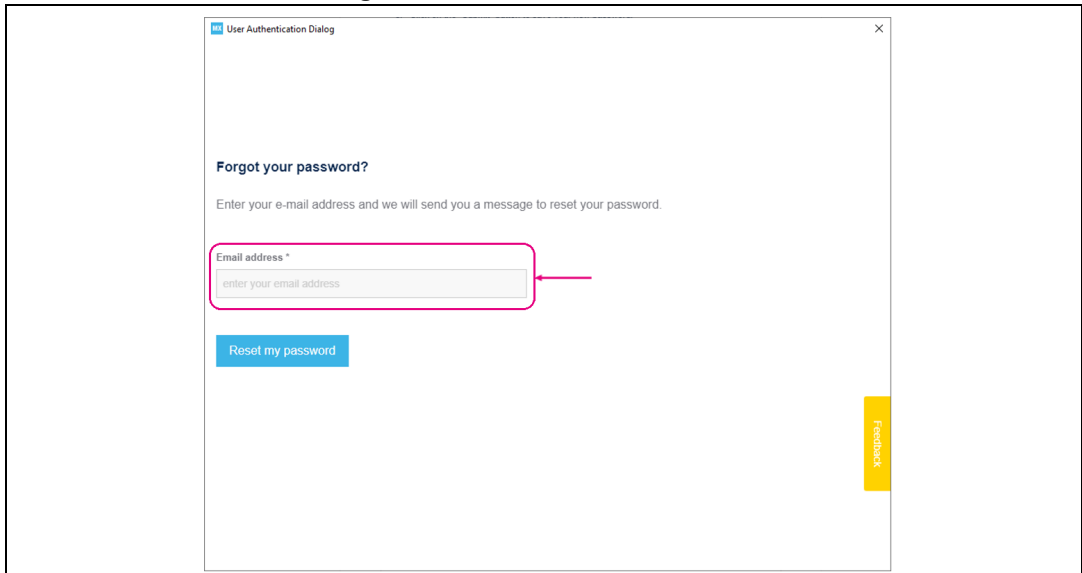 MX User Authentication Dialog
Forgot your password?
Enter your e-mail address and we will send you a message to reset your password.
Email address *
enter your email address
Reset my password
Feedback